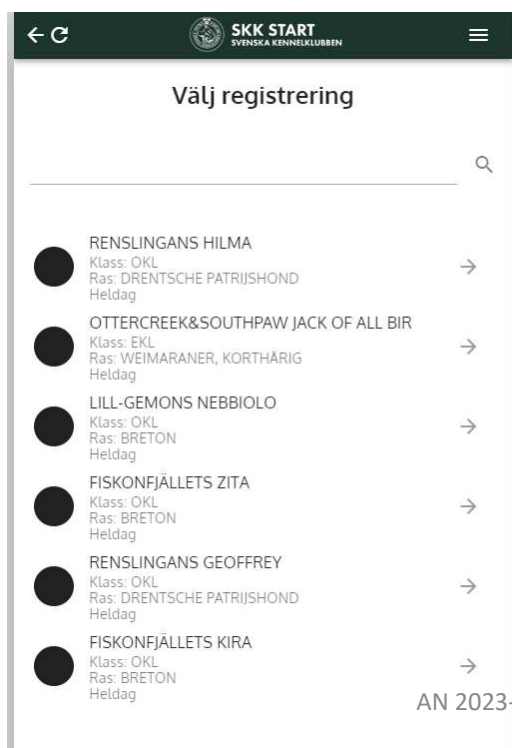 SKK START
SVENSKA KENNELKLUBBEN
Välj registrering
RENSLINGANS HILMA
Klass: OKL
Ras: DRENTSCHE PATRIJSHOND
Heldag
OTTERCREEK&SOUTHPAW JACK OF ALL BIR
Klass: EKL
Ras: WEIMARANER, KORTHÅRIG
Heldag
LILL-GEMONS NEBBIOLO
Klass: OKL
Ras: BRETON
Heldag
FISKONFJÄLLETS ZITA
Klass: OKL
Ras: BRETON
Heldag
RENSLINGANS GEOFFREY
Klass: OKL
Ras: DRENTSCHE PATRIJSHOND
Heldag
FISKONFJÄLLETS KIRA
Klass: OKL
Ras: BRETON
Heldag
AN 2023-